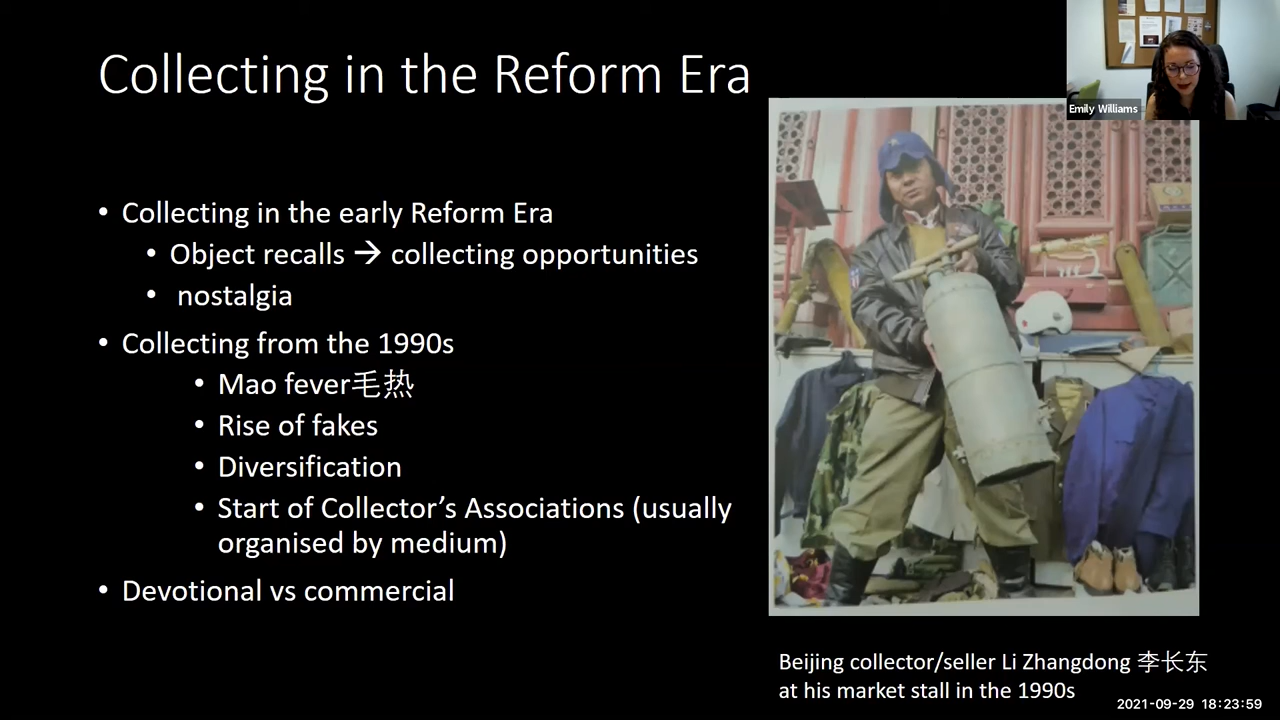 Collecting in the Reform Era
Emily Williams
• Collecting in the early Reform Era
• Object recalls → collecting opportunities
• nostalgia
• Collecting from the 1990s
• Mao fever毛热
• Rise of fakes
• Diversification
• Start of Collector's Associations (usually
organised by medium)
• Devotional vs commercial
Beijing collector/seller Li Zhangdong 李长东
at his market stall in the 1990s
2021-09-29 18:23:59